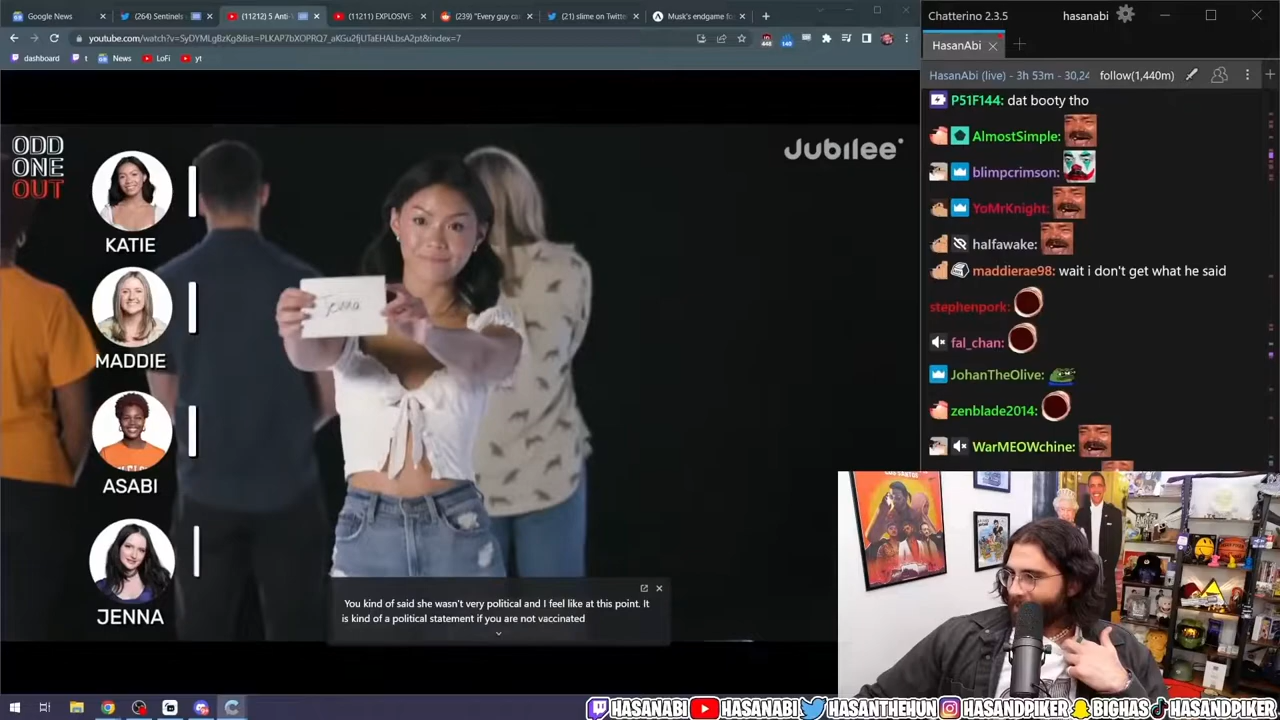 Google News
(264) Sentinels
(11212) 5 Anti-V
(11211) EXPLOSIVE
(239) "Every guy c
(21) slime on Twitte
Musk's endgame fo
youtube.com/watch?v=SyDYMLgBzKg&list=PLKAP7bXOPRQ7_aKGu2fjUTaEHALbsA2pt&index=7
448
140
dashboard
t
News
LoFi
yt
ODD
ONE
OUT
Jubilee
KATIE
MADDIE
ASABI
JENNA
Jenna
You kind of said she wasn't very political and I feel like at this point. It
is kind of a political statement if you are not vaccinated
Chatterino 2.3.5
hasanabi
HasanAbi
HasanAbi (live) - 3h 53m - 30,24
follow(1,440m)
P51F144: dat booty tho
AlmostSimple:
blimpcrimson:
YoMrKnight:
halfawake:
maddierae98: wait i don't get what he said
stephenpork:
fal_chan:
JohanTheOlive:
zenblade2014:
WarMEOWchine:
HASANABI
HASANABI
HASANTHEHUN
HASANDPIKER
BIGHAS
HASANDPIKER